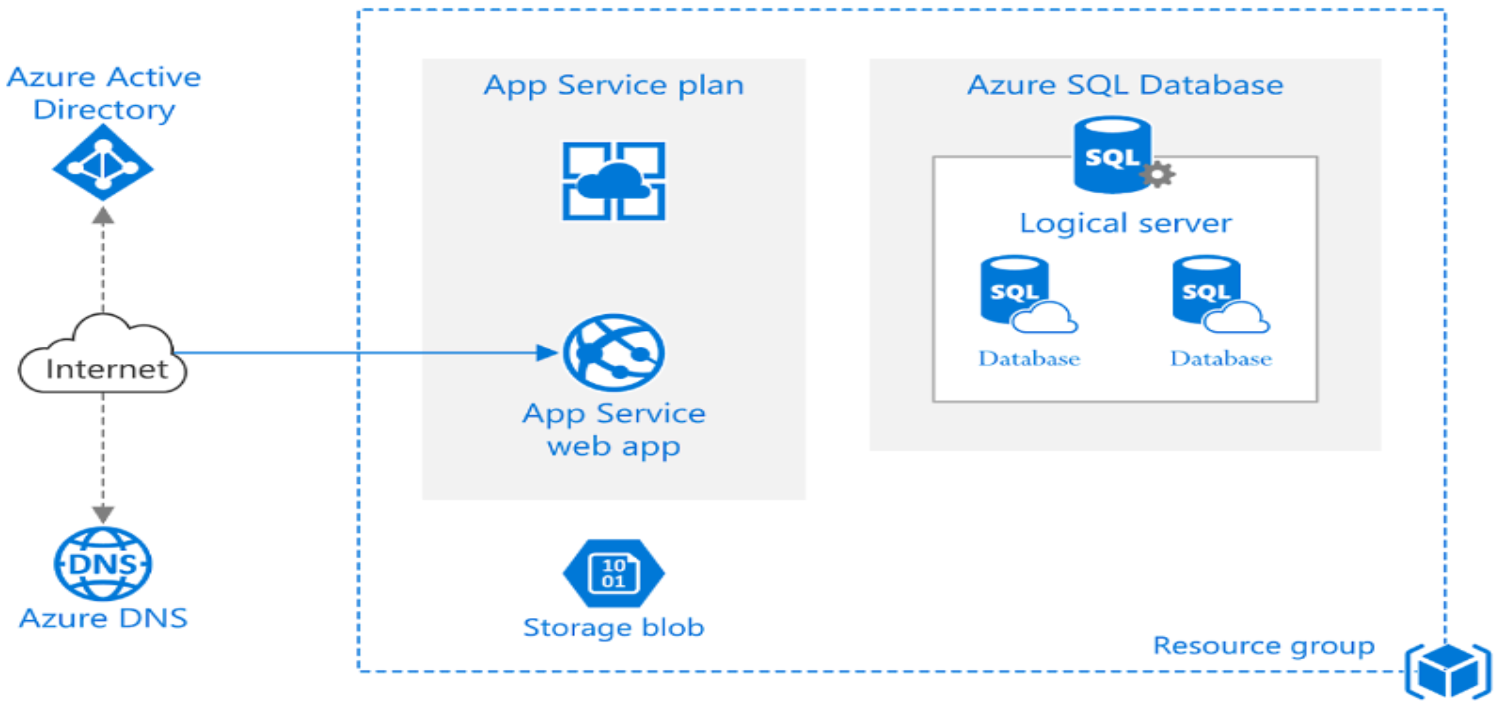 Azure Active
Directory
Internet
DNS
Azure DNS
App Service plan
App Service
web app
10
01
Storage blob
Azure SQL Database
SQL
Logical server
SQL
SQL
Database
Database
Resource group